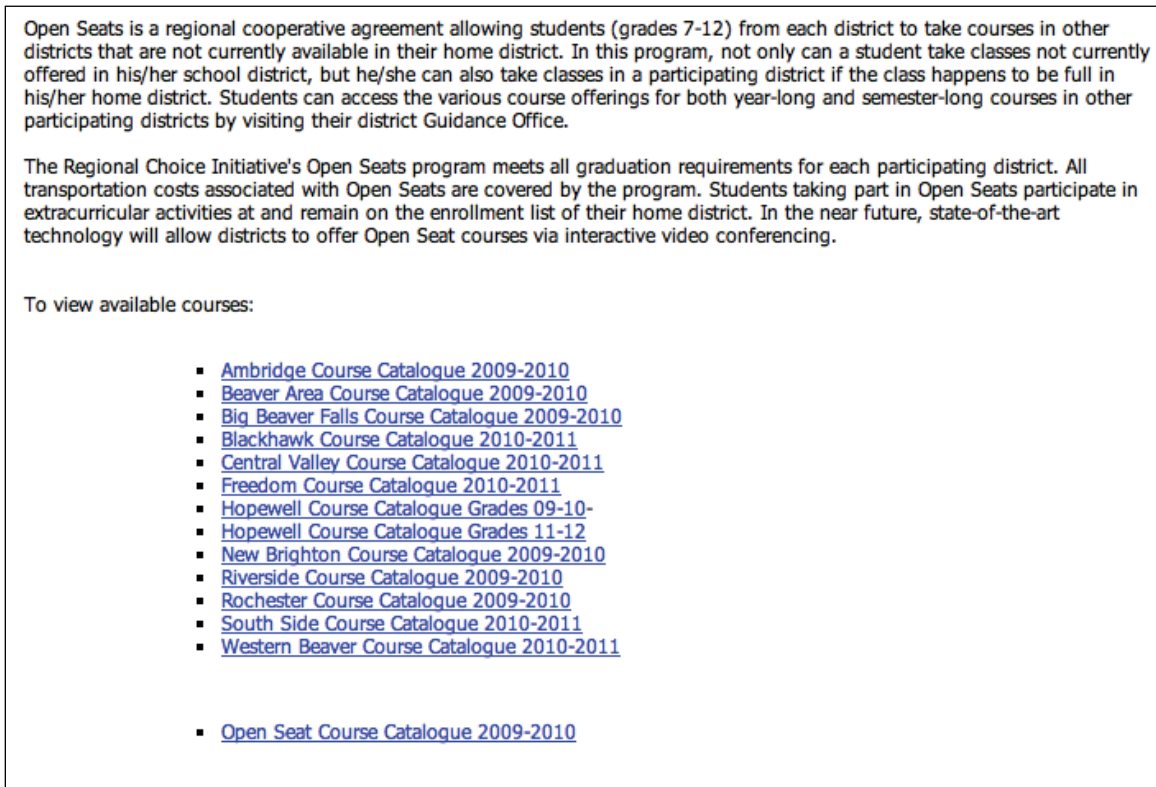 Open Seats is a regional cooperative agreement allowing students (grades 7-12) from each district to take courses in other
districts that are not currently available in their home district. In this program, not only can a student take classes not currently
offered in his/her school district, but he/she can also take classes in a participating district if the class happens to be full in
his/her home district. Students can access the various course offerings for both year-long and semester-long courses in other
participating districts by visiting their district Guidance Office.
The Regional Choice Initiative's Open Seats program meets all graduation requirements for each participating district. All
transportation costs associated with Open Seats are covered by the program. Students taking part in Open Seats participate in
extracurricular activities at and remain on the enrollment list of their home district. In the near future, state-of-the-art
technology will allow districts to offer Open Seat courses via interactive video conferencing.
To view available courses:
▪ Ambridge Course Catalogue 2009-2010
▪ Beaver Area Course Catalogue 2009-2010
▪ Big Beaver Falls Course Catalogue 2009-2010
▪ Blackhawk Course Catalogue 2010-2011
▪ Central Valley Course Catalogue 2010-2011
▪ Freedom Course Catalogue 2010-2011
▪ Hopewell Course Catalogue Grades 09-10-
▪ Hopewell Course Catalogue Grades 11-12
▪ New Brighton Course Catalogue 2009-2010
▪ Riverside Course Catalogue 2009-2010
▪ Rochester Course Catalogue 2009-2010
▪ South Side Course Catalogue 2010-2011
▪ Western Beaver Course Catalogue 2010-2011
▪ Open Seat Course Catalogue 2009-2010